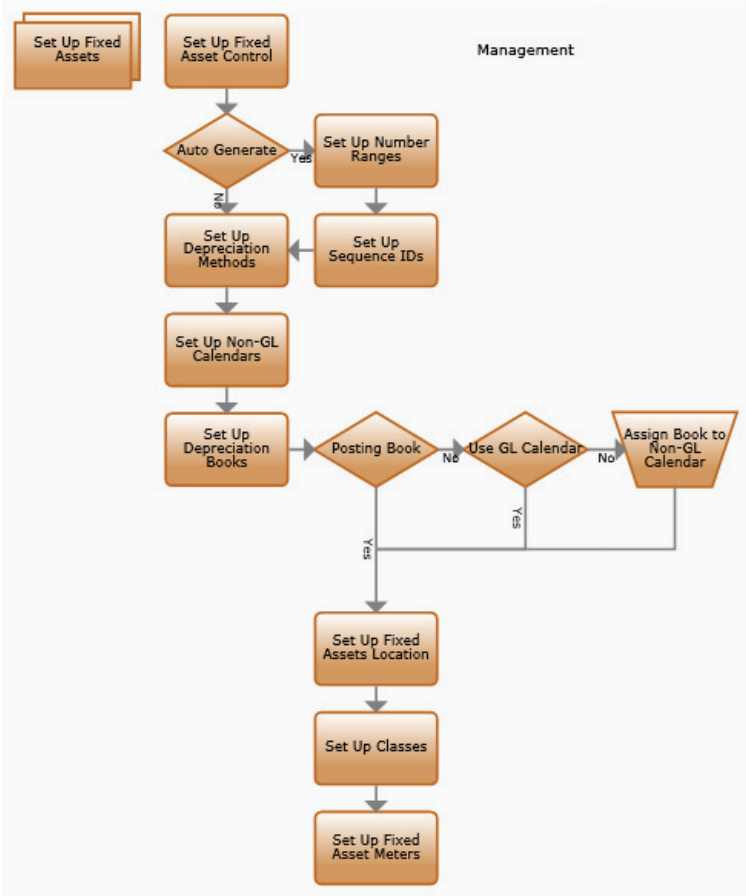 Set Up Fixed
Assets
Set Up Fixed
Asset Control
Management
Auto Generate
Yes
Set Up Number
Ranges
No
Set Up
Depreciation
Methods
Set Up
Sequence IDs
Set Up Non-GL
Calendars
Set Up
Depreciation
Books
Posting Book
No
Use GL Calendar
No
Assign Book to
Non-GL
Calendar
Yes
Yes
Set Up Fixed
Assets Location
Set Up Classes
Set Up Fixed
Asset Meters